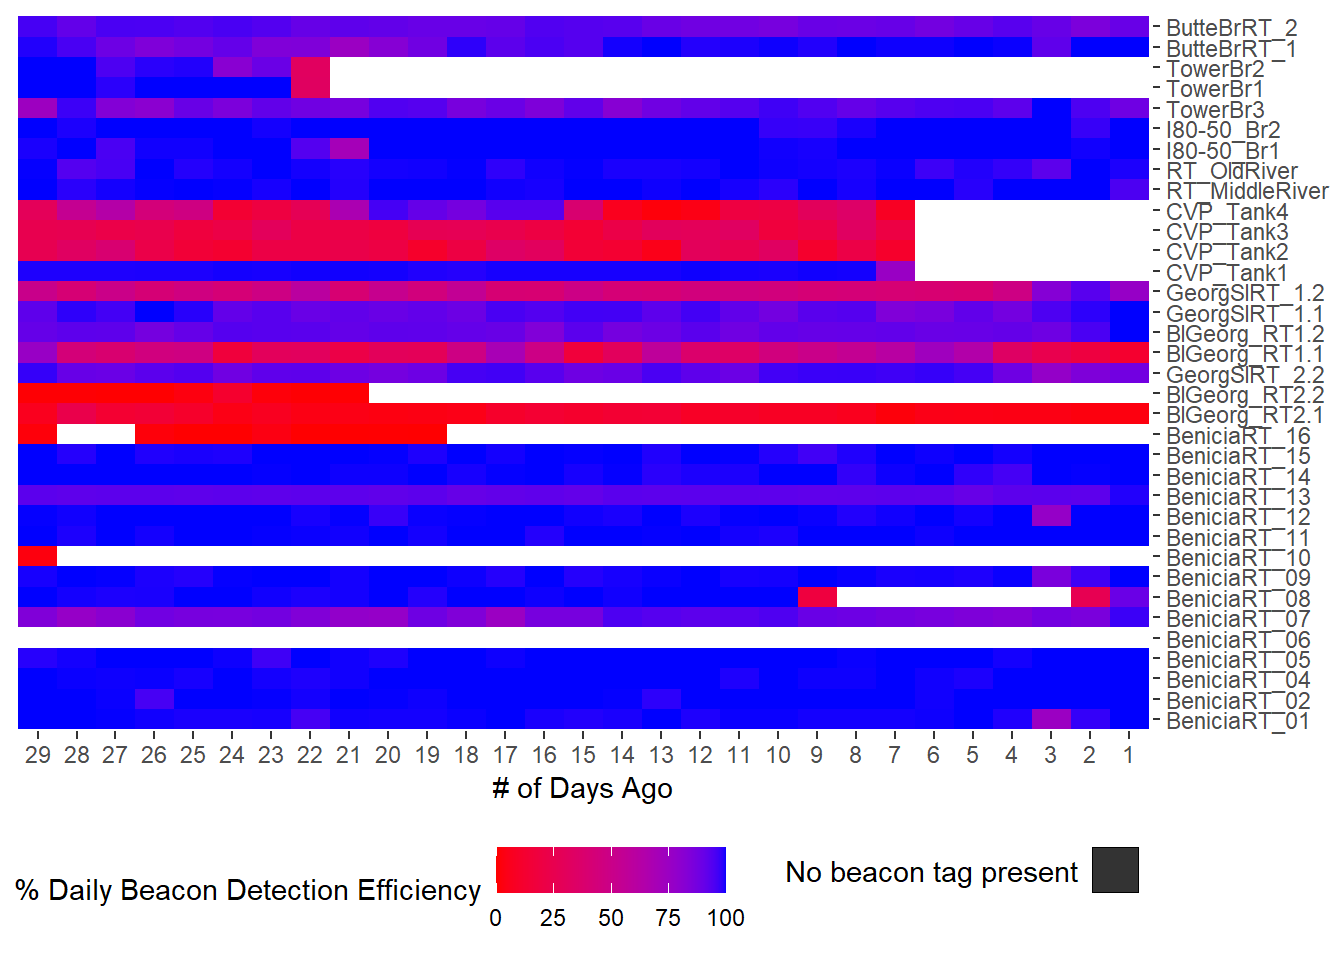 ButteBrRT_2
ButteBrRT_1
TowerBr2
TowerBr1
TowerBr3
I80-50_Br2
I80-50_Br1
RT_OldRiver
RT_MiddleRiver
CVP_Tank4
CVP_Tank3
CVP_Tank2
CVP_Tank1
GeorgSlRT_1.2
GeorgSlRT_1.1
BlGeorg_RT1.2
BlGeorg_RT1.1
GeorgSlRT_2.2
BlGeorg_RT2.2
BlGeorg_RT2.1
BeniciaRT_16
BeniciaRT_15
BeniciaRT_14
BeniciaRT_13
BeniciaRT_12
BeniciaRT_11
BeniciaRT_10
BeniciaRT_09
BeniciaRT_08
BeniciaRT_07
BeniciaRT_06
BeniciaRT_05
BeniciaRT_04
BeniciaRT_02
BeniciaRT_01
29 28 27 26 25 24 23 22 21 20 19 18 17 16 15 14 13 12 11 10 9 8 7 6 5 4 3 2 1
# of Days Ago
% Daily Beacon Detection Efficiency
0 25 50 75 100
No beacon tag present